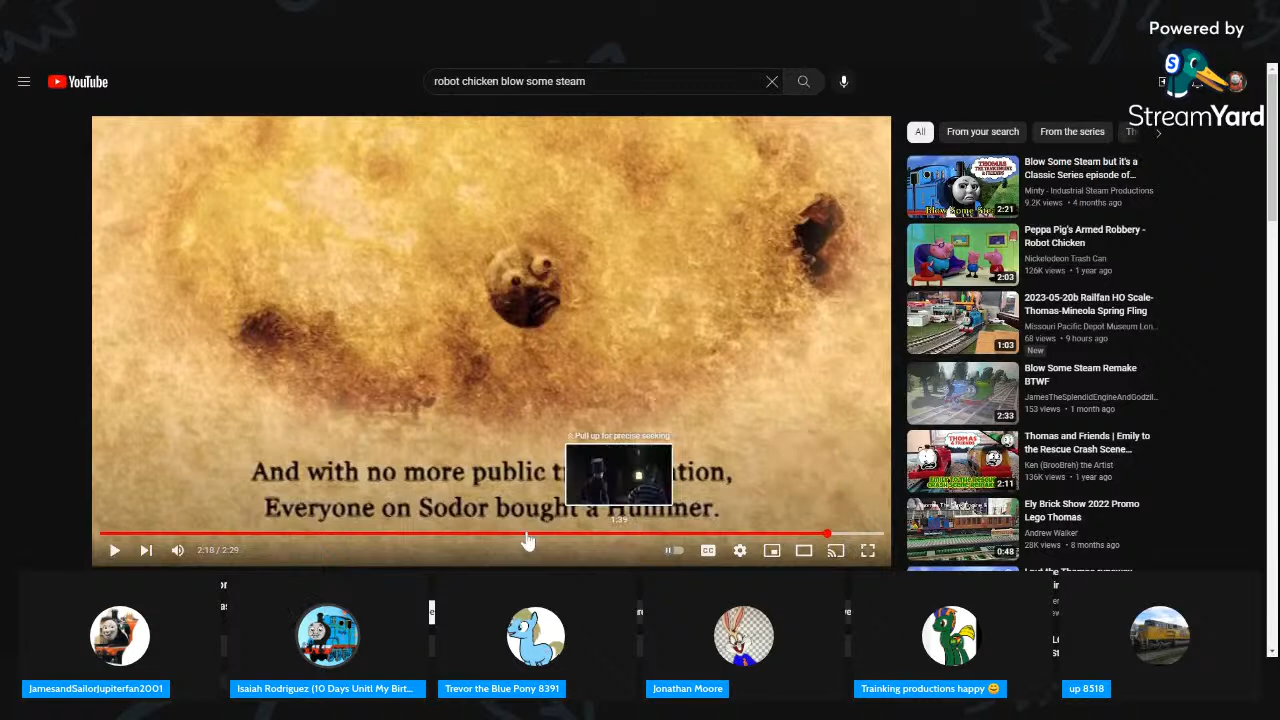 Powered by
StreamYard
YouTube
robot chicken blow some steam
All
From your search
From the series
Blow Some Steam but it's a
Classic Series episode of...
Minty - Industrial Steam Productions
9.2K views • 4 months ago
2:21
Peppa Pig's Armed Robbery -
Robot Chicken
Nickelodeon Trash Can
126K views • 1 year ago
2:03
2023-05-20b Railfan HO Scale-
Thomas-Mineola Spring Fling
Missouri Pacific Depot Museum Lon...
68 views • 9 hours ago
New
1:03
Blow Some Steam Remake
BTWF
JamesTheSplendidEngineAndGodzil...
153 views • 1 month ago
2:33
Thomas and Friends | Emily to
the Rescue Crash Scene...
Ken (BrooBreh) the Artist
136K views • 1 year ago
2:11
Ely Brick Show 2022 Promo
Lego Thomas
Andrew Walker
28K views • 8 months ago
0:48
Pull up for precise seeking
And with no more public
Everyone on Sodor bought a Hummer.
1:39
2:18 / 2:29
CC
JamesandSailorJupiterfan2001
Isaiah Rodriguez (10 Days Unitl My Birt...
Trevor the Blue Pony 8391
Jonathan Moore
Trainking productions happy 😊
up 8518